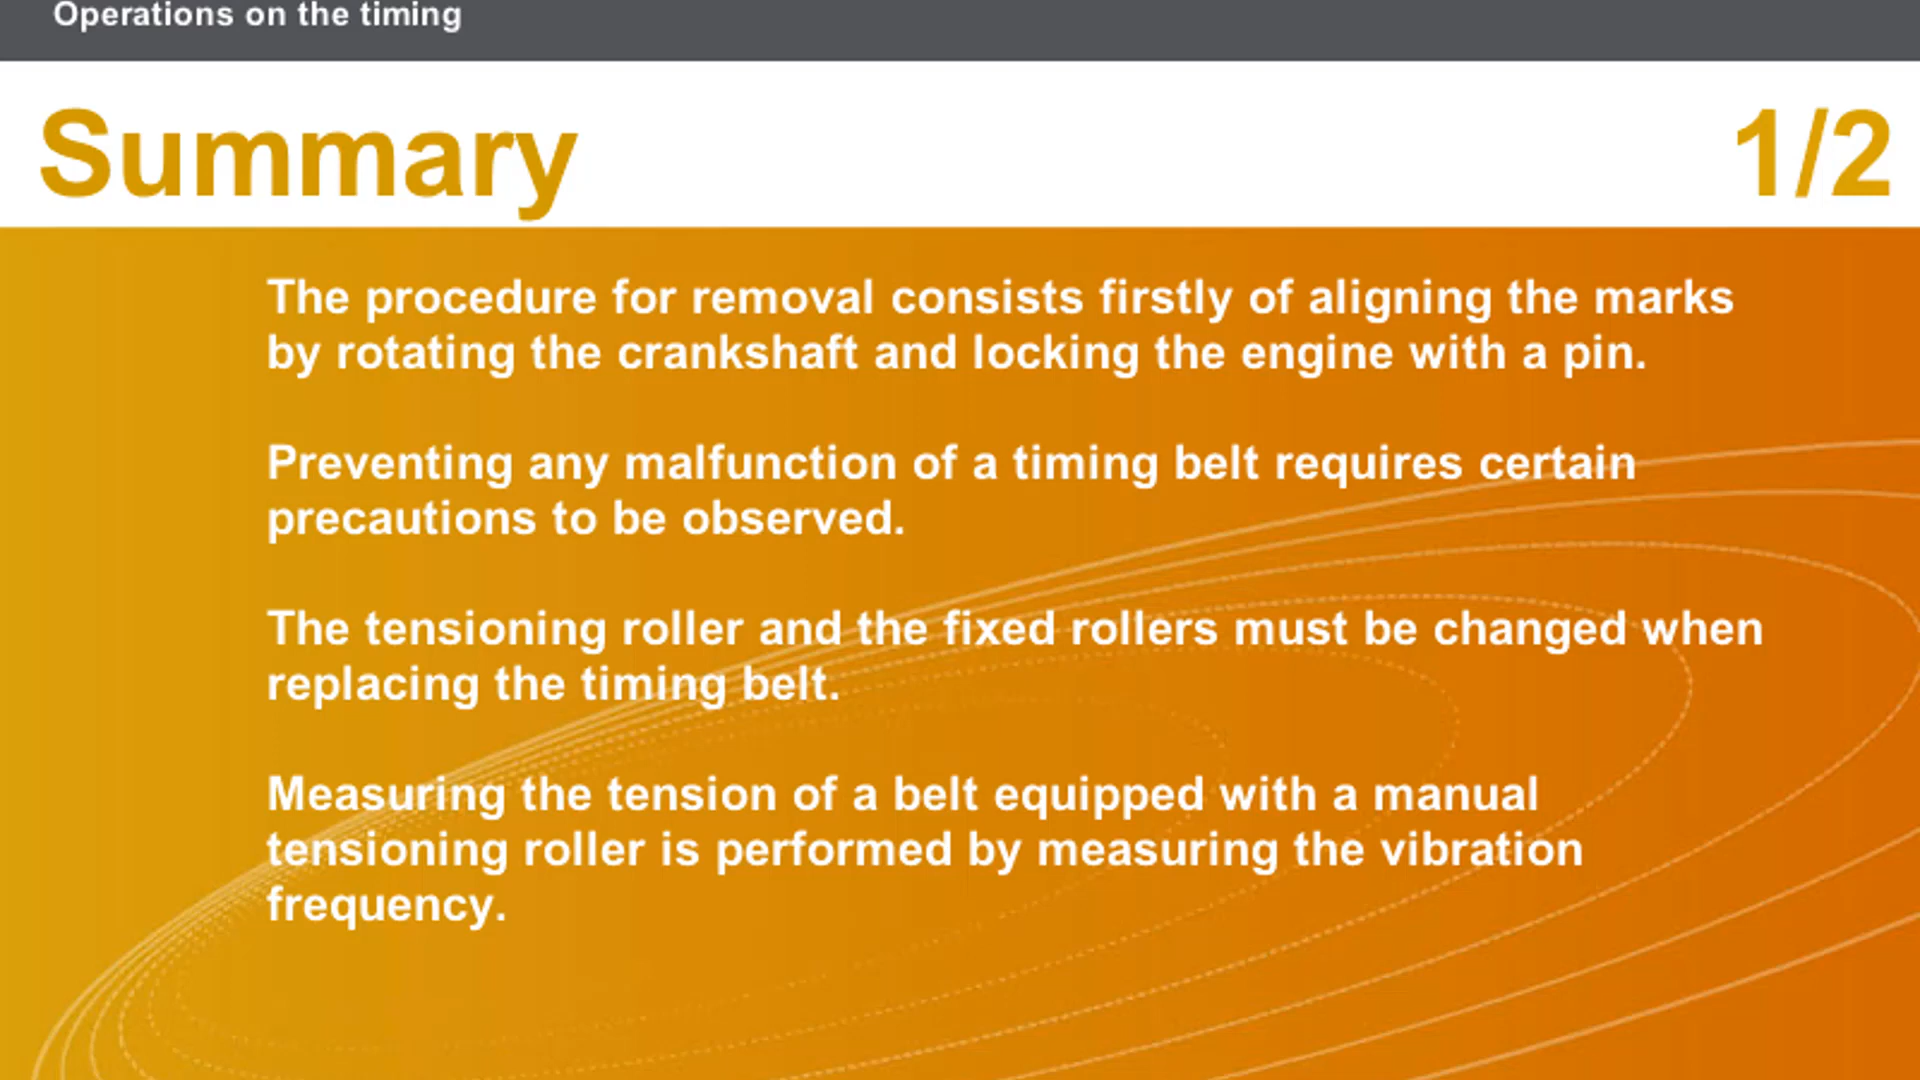 Operations on the timing
Summary
1/2
The procedure for removal consists firstly of aligning the marks
by rotating the crankshaft and locking the engine with a pin.
Preventing any malfunction of a timing belt requires certain
precautions to be observed.
The tensioning roller and the fixed rollers must be changed when
replacing the timing belt.
Measuring the tension of a belt equipped with a manual
tensioning roller is performed by measuring the vibration
frequency.